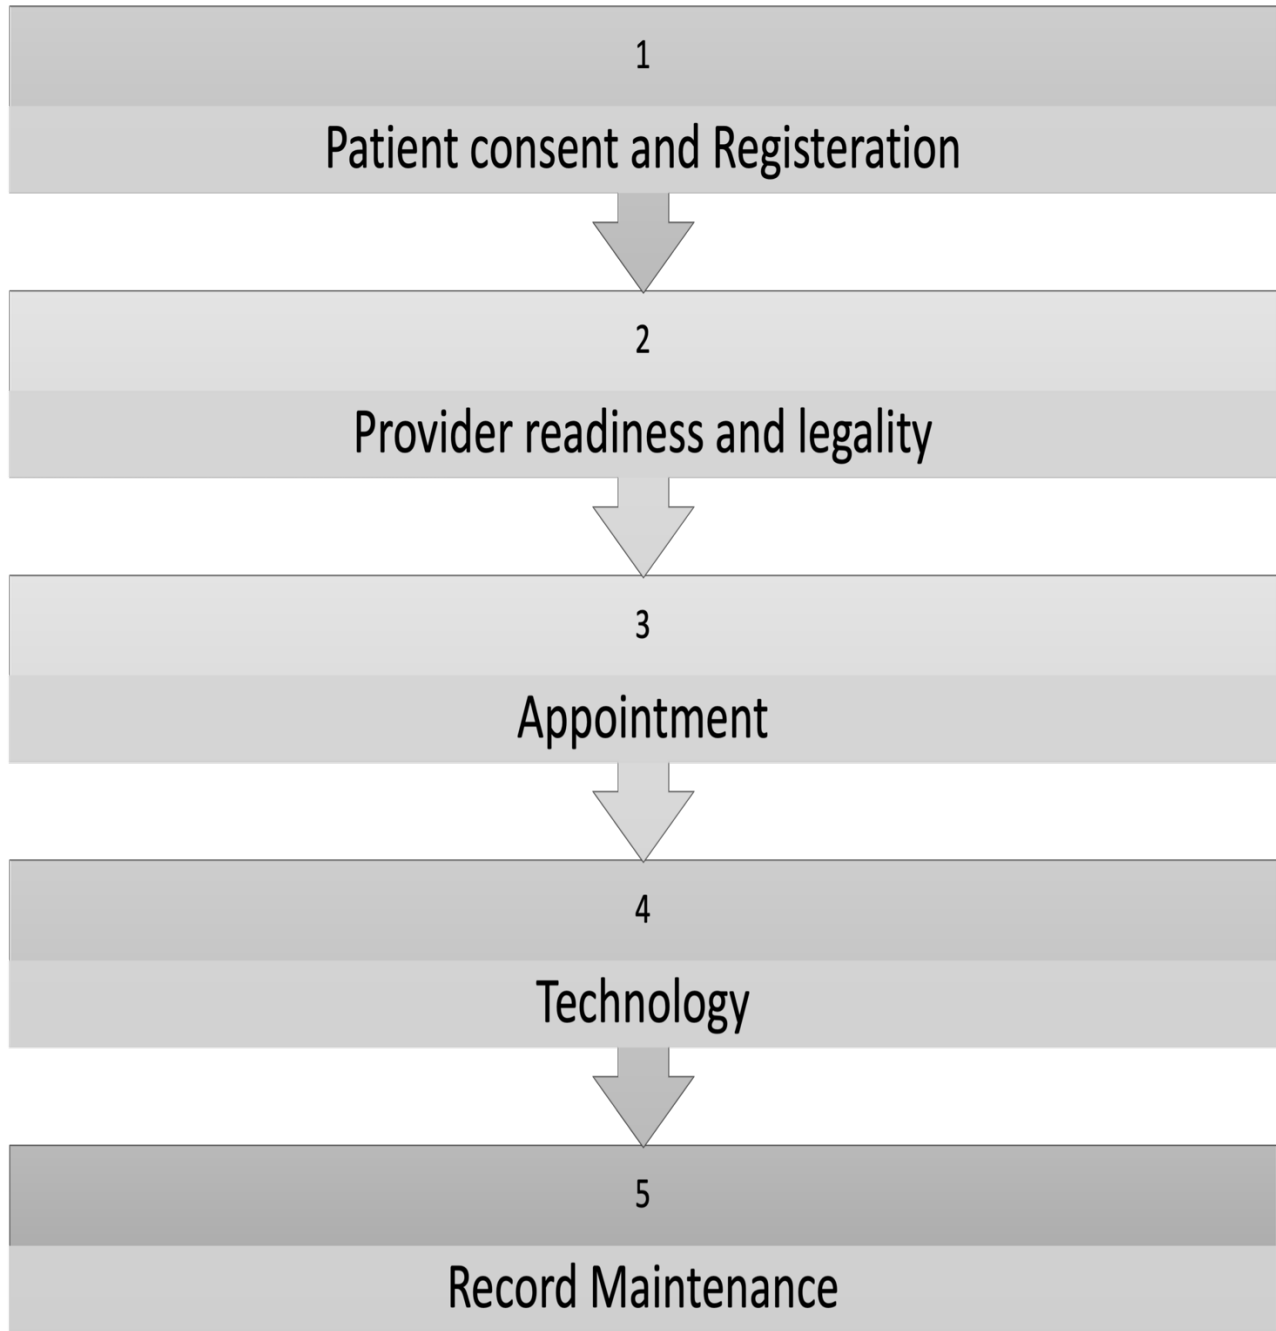 1
Patient consent and Registeration
2
Provider readiness and legality
3
Appointment
4
Technology
5
Record Maintenance